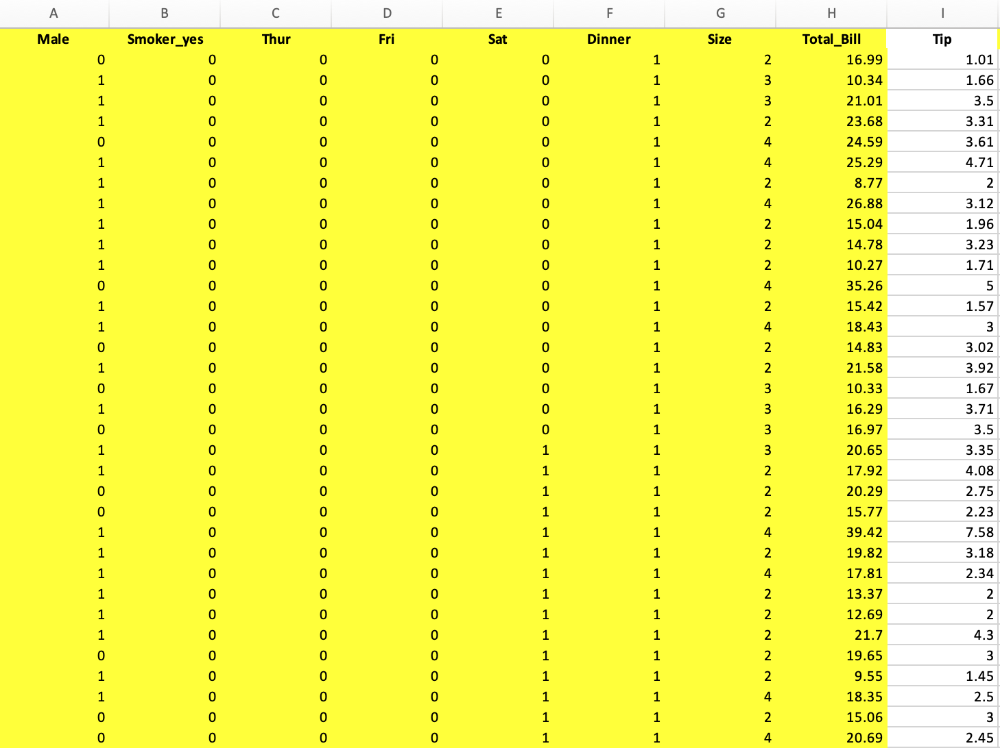 A B C D E F G H I
Male Smoker_yes Thur Fri Sat Dinner Size Total_Bill Tip
0 0 0 0 0 1 2 16.99 1.01
1 0 0 0 0 1 3 10.34 1.66
1 0 0 0 0 1 3 21.01 3.5
1 0 0 0 0 1 2 23.68 3.31
0 0 0 0 0 1 4 24.59 3.61
1 0 0 0 0 1 4 25.29 4.71
1 0 0 0 0 1 2 8.77 2
1 0 0 0 0 1 4 26.88 3.12
1 0 0 0 0 1 2 15.04 1.96
1 0 0 0 0 1 2 14.78 3.23
1 0 0 0 0 1 2 10.27 1.71
0 0 0 0 0 1 4 35.26 5
1 0 0 0 0 1 2 15.42 1.57
1 0 0 0 0 1 4 18.43 3
0 0 0 0 0 1 2 14.83 3.02
1 0 0 0 0 1 2 21.58 3.92
0 0 0 0 0 1 3 10.33 1.67
1 0 0 0 0 1 3 16.29 3.71
0 0 0 0 0 1 3 16.97 3.5
1 0 0 0 1 1 3 20.65 3.35
1 0 0 0 1 1 2 17.92 4.08
0 0 0 0 1 1 2 20.29 2.75
0 0 0 0 1 1 2 15.77 2.23
1 0 0 0 1 1 4 39.42 7.58
1 0 0 0 1 1 2 19.82 3.18
1 0 0 0 1 1 4 17.81 2.34
1 0 0 0 1 1 2 13.37 2
1 0 0 0 1 1 2 12.69 2
1 0 0 0 1 1 2 21.7 4.3
0 0 0 0 1 1 2 19.65 3
1 0 0 0 1 1 2 9.55 1.45
1 0 0 0 1 1 4 18.35 2.5
0 0 0 0 1 1 2 15.06 3
0 0 0 0 1 1 4 20.69 2.45